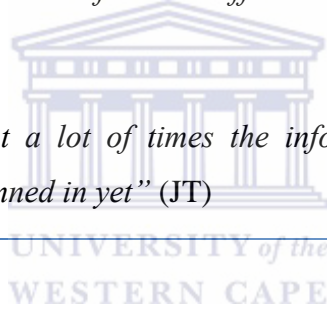 t a lot of times the info
nned in yet” (JT)
UNIVERSITY of the
WESTERN CAPE